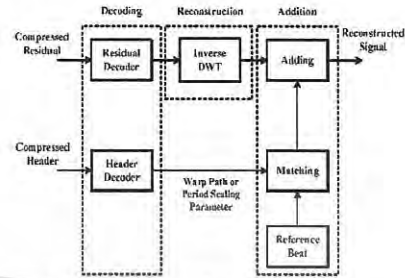 Decoding Reconstruction Addition
Compressed
Residual
Residual
Decoder
Inverse
DWT
Adding
Reconstructed
Signal
Compressed
Header
Header
Decoder
Warp Path or
Period Scaling
Parameter
Matching
Reference
Beat